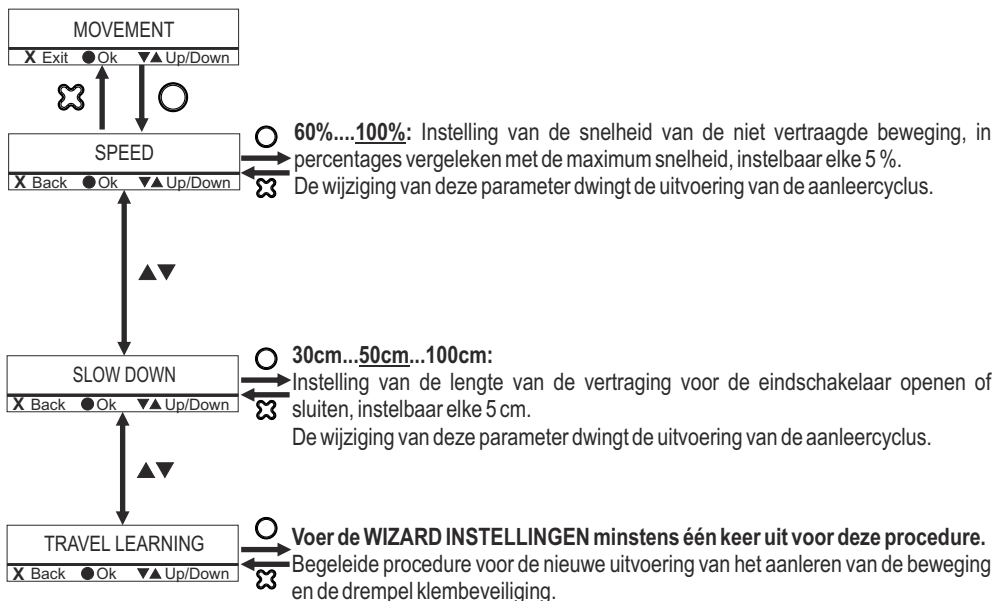 MOVEMENT
X Exit ●Ok ▼▲Up/Down
SPEED
X Back ●Ok ▼▲Up/Down
60%....100%: Instelling van de snelheid van de niet vertraagde beweging, in
percentages vergeleken met de maximum snelheid, instelbaar elke 5 %.
De wijziging van deze parameter dwingt de uitvoering van de aanleercyclus.
▲▼
SLOW DOWN
X Back ●Ok ▼▲Up/Down
30cm...50cm...100cm:
Instelling van de lengte van de vertraging voor de eindschakelaar openen of
sluiten, instelbaar elke 5 cm.
De wijziging van deze parameter dwingt de uitvoering van de aanleercyclus.
▲▼
TRAVEL LEARNING
X Back ●Ok ▼▲Up/Down
Voer de WIZARD INSTELLINGEN minstens één keer uit voor deze procedure.
Begeleide procedure voor de nieuwe uitvoering van het aanleren van de beweging
en de drempel klembeveiliging.